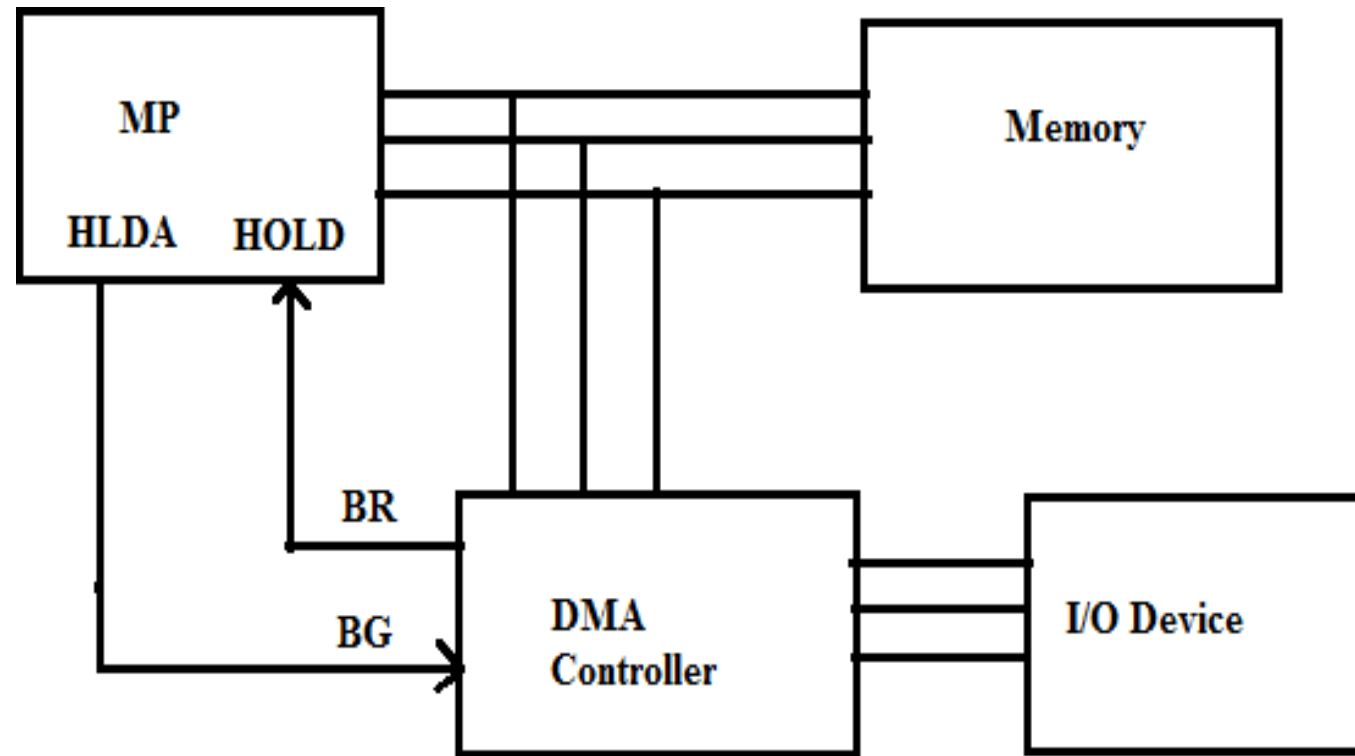 MP
Memory
HLDA HOLD
BR
BG
DMA
Controller
I/O Device